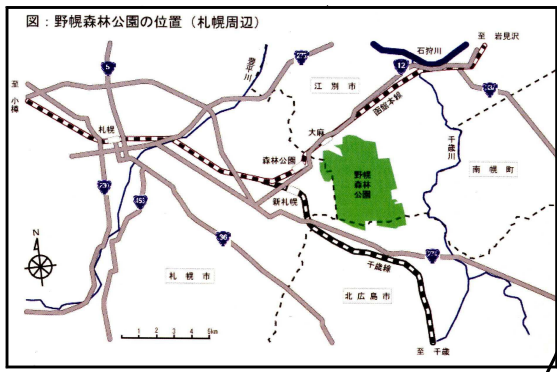 図：野幌森林公園の位置（札幌周辺）
至
小樽
5
豊平川
275
江別市
12
石狩川
至 岩見沢
函館本線
337
札幌
大麻
千歳川
森林公園
野幌
森林
公園
南幌町
新札幌
230
453
36
274
N
札幌市
千歳線
北広島市
1 2 3 4 5km
至 千歳